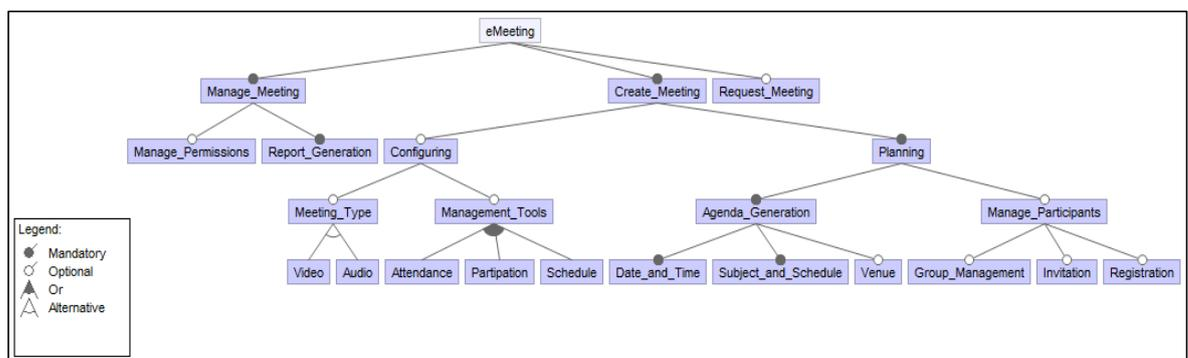 eMeeting
Manage_Meeting
Create_Meeting
Request_Meeting
Manage_Permissions
Report_Generation
Configuring
Planning
Meeting_Type
Management_Tools
Agenda_Generation
Manage_Participants
Video
Audio
Attendance
Partipation
Schedule
Date_and_Time
Subject_and_Schedule
Venue
Group_Management
Invitation
Registration
Legend:
Mandatory
Optional
Or
Alternative